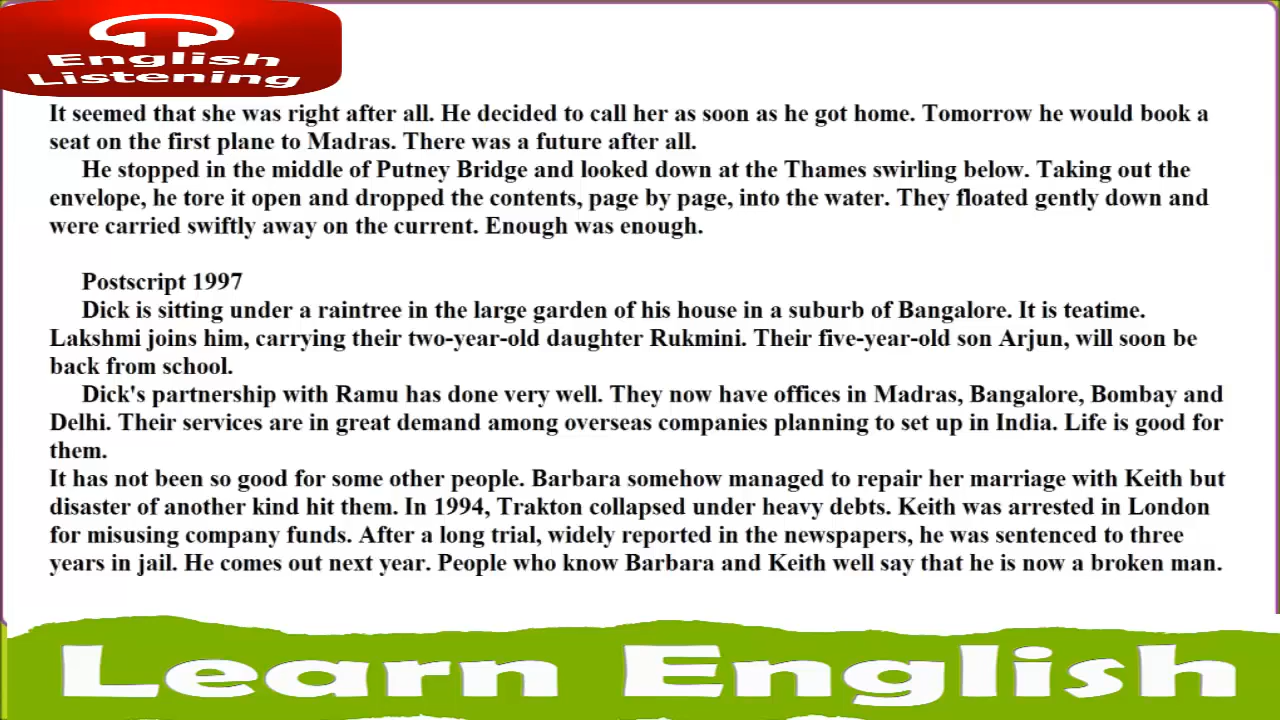 English
Listening
It seemed that she was right after all. He decided to call her as soon as he got home. Tomorrow he would book a
seat on the first plane to Madras. There was a future after all.
He stopped in the middle of Putney Bridge and looked down at the Thames swirling below. Taking out the
envelope, he tore it open and dropped the contents, page by page, into the water. They floated gently down and
were carried swiftly away on the current. Enough was enough.
Postscript 1997
Dick is sitting under a raintree in the large garden of his house in a suburb of Bangalore. It is teatime.
Lakshmi joins him, carrying their two-year-old daughter Rukmini. Their five-year-old son Arjun, will soon be
back from school.
Dick's partnership with Ramu has done very well. They now have offices in Madras, Bangalore, Bombay and
Delhi. Their services are in great demand among overseas companies planning to set up in India. Life is good for
them.
It has not been so good for some other people. Barbara somehow managed to repair her marriage with Keith but
disaster of another kind hit them. In 1994, Trakton collapsed under heavy debts. Keith was arrested in London
for misusing company funds. After a long trial, widely reported in the newspapers, he was sentenced to three
years in jail. He comes out next year. People who know Barbara and Keith well say that he is now a broken man.
Learn English